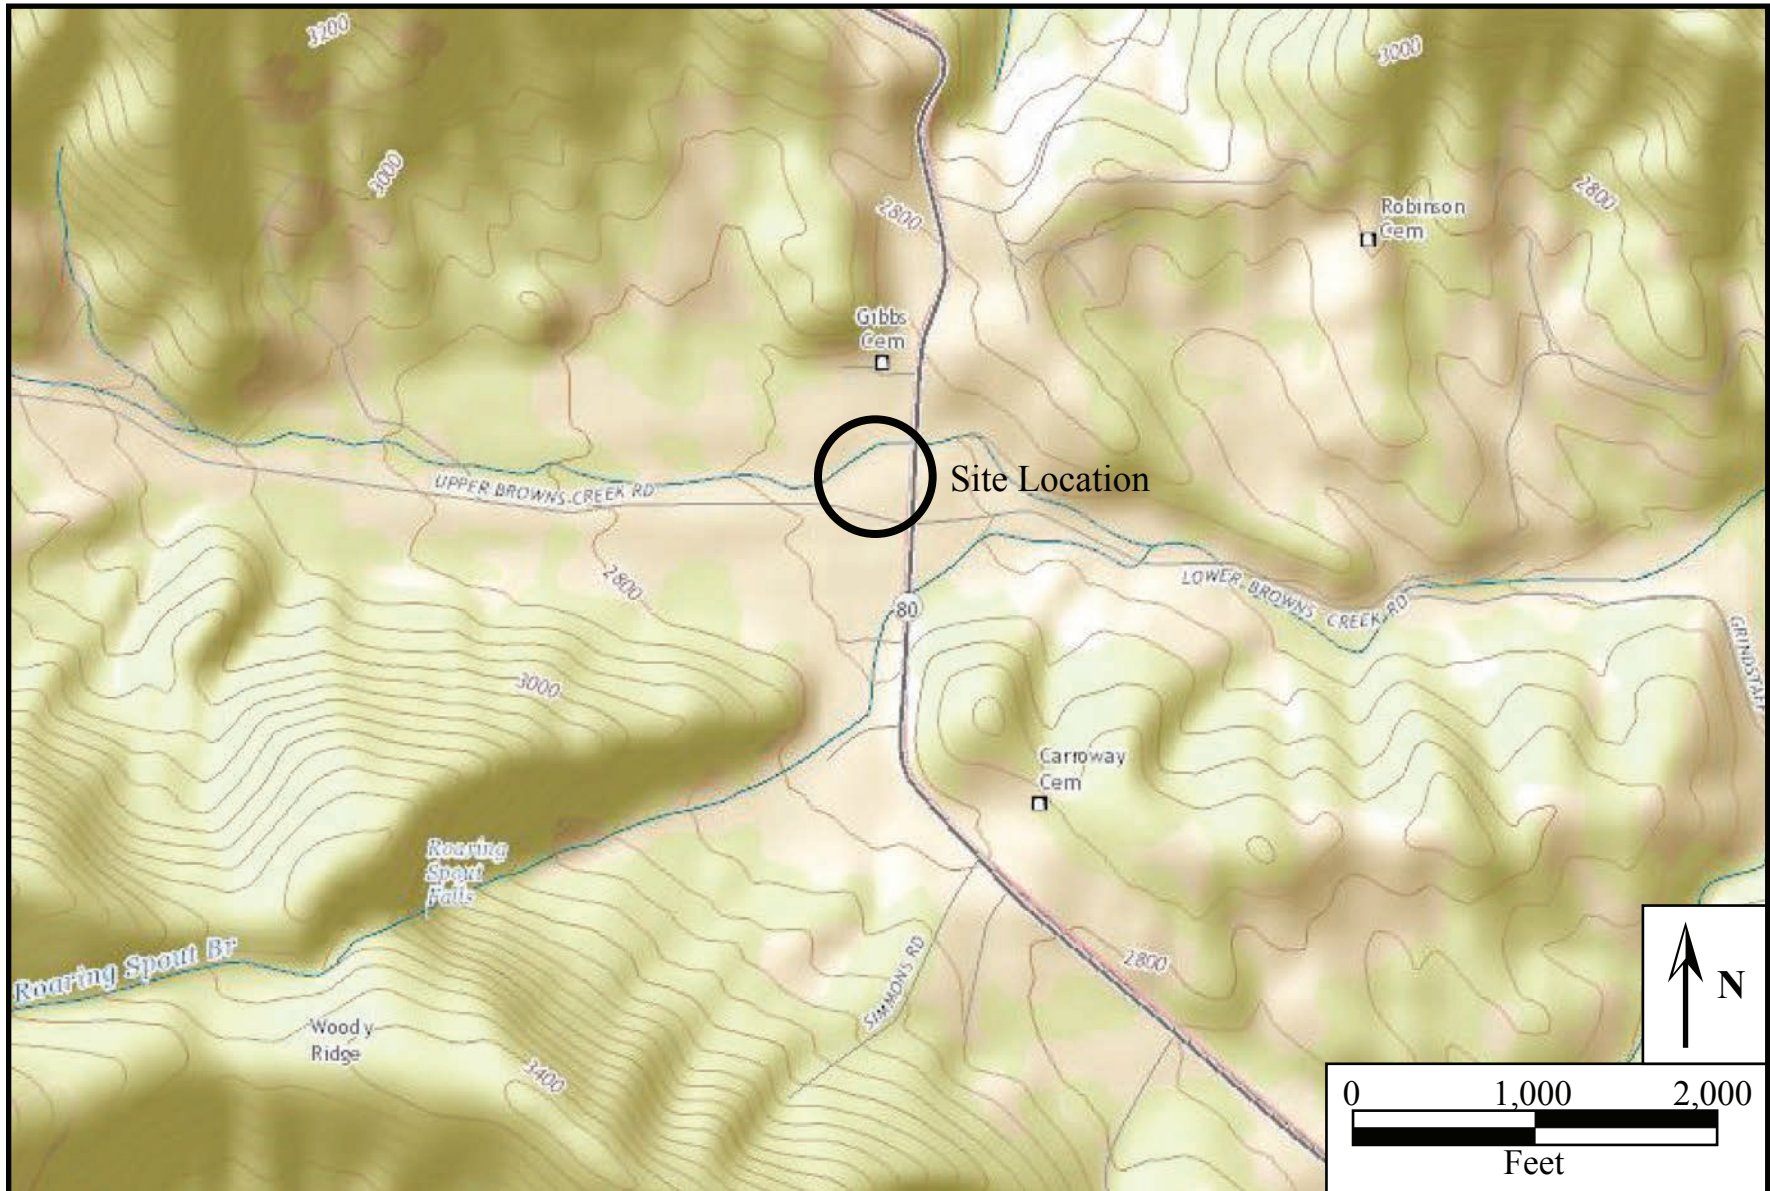 3200
3000
3000
2800
2800
Robinson
Cem
Gibbs
Cem
Site Location
UPPER BROWNS CREEK RD
2800
LOWER BROWNS CREEK RD
80
GRINDSTAFF
3000
Carroway
Cem
Roaring
Spout
Falls
Roaring Spout Br
2800
SIMMONS RD
N
Woody
Ridge
3400
0 1,000 2,000
Feet